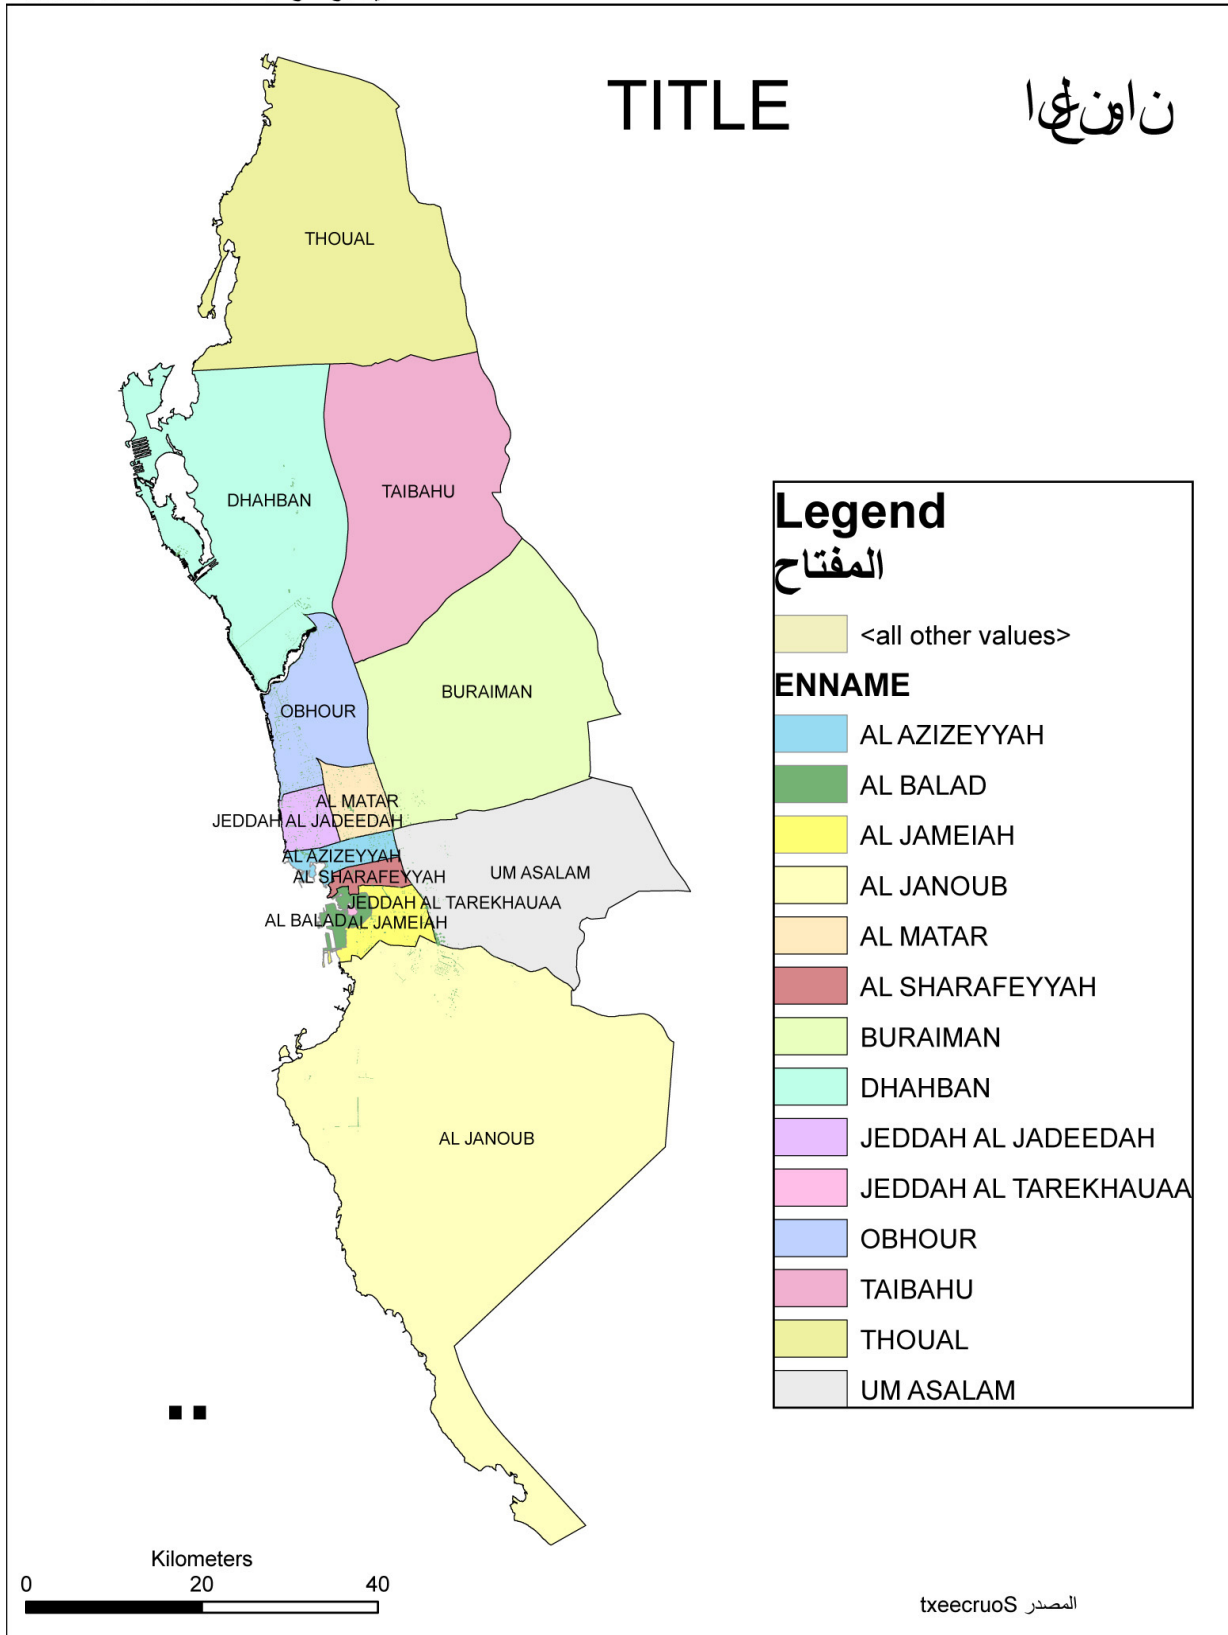 TITLE
ناونعلا
THOUAL
DHAHBAN
TAIBAHU
BURAIMAN
OBHOUR
AL MATAR
JEDDAH AL JADEEDAH
AL AZIZEYYAH
AL SHARAFEYYAH
UM ASALAM
JEDDAH AL TAREKHAUAA
AL BALAD
AL JAMEIAH
AL JANOUB
Legend
المفتاح
<all other values>
ENNAME
AL AZIZEYYAH
AL BALAD
AL JAMEIAH
AL JANOUB
AL MATAR
AL SHARAFEYYAH
BURAIMAN
DHAHBAN
JEDDAH AL JADEEDAH
JEDDAH AL TAREKHAUAA
OBHOUR
TAIBAHU
THOUAL
UM ASALAM
Kilometers
0 20 40
txeecruoS المصدر